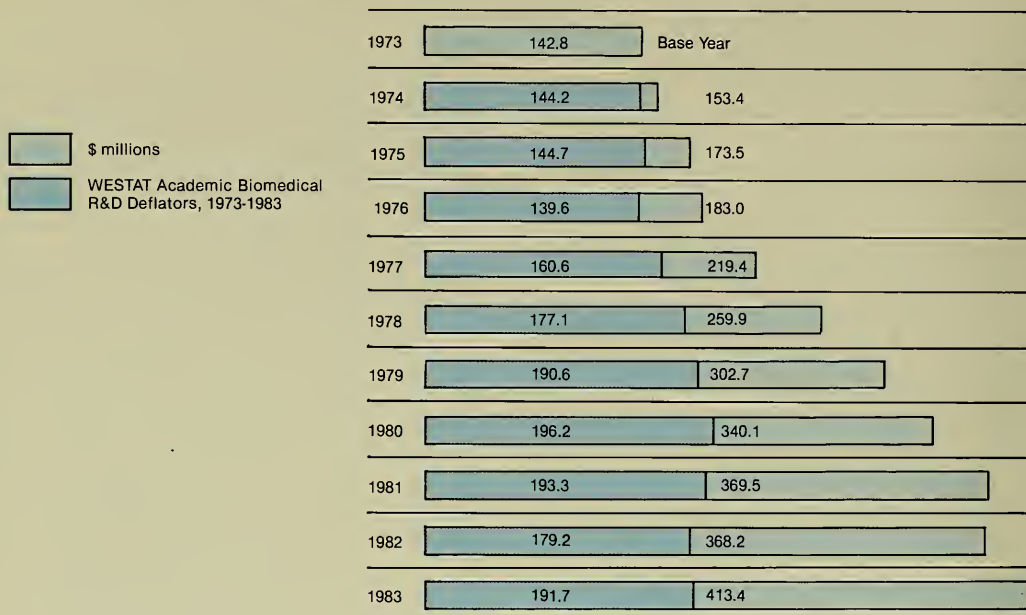 1973 142.8 Base Year
1974 144.2 153.4
$ millions
1975 144.7 173.5
WESTAT Academic Biomedical
R&D Deflators, 1973-1983
1976 139.6 183.0
1977 160.6 219.4
1978 177.1 259.9
1979 190.6 302.7
1980 196.2 340.1
1981 193.3 369.5
1982 179.2 368.2
1983 191.7 413.4